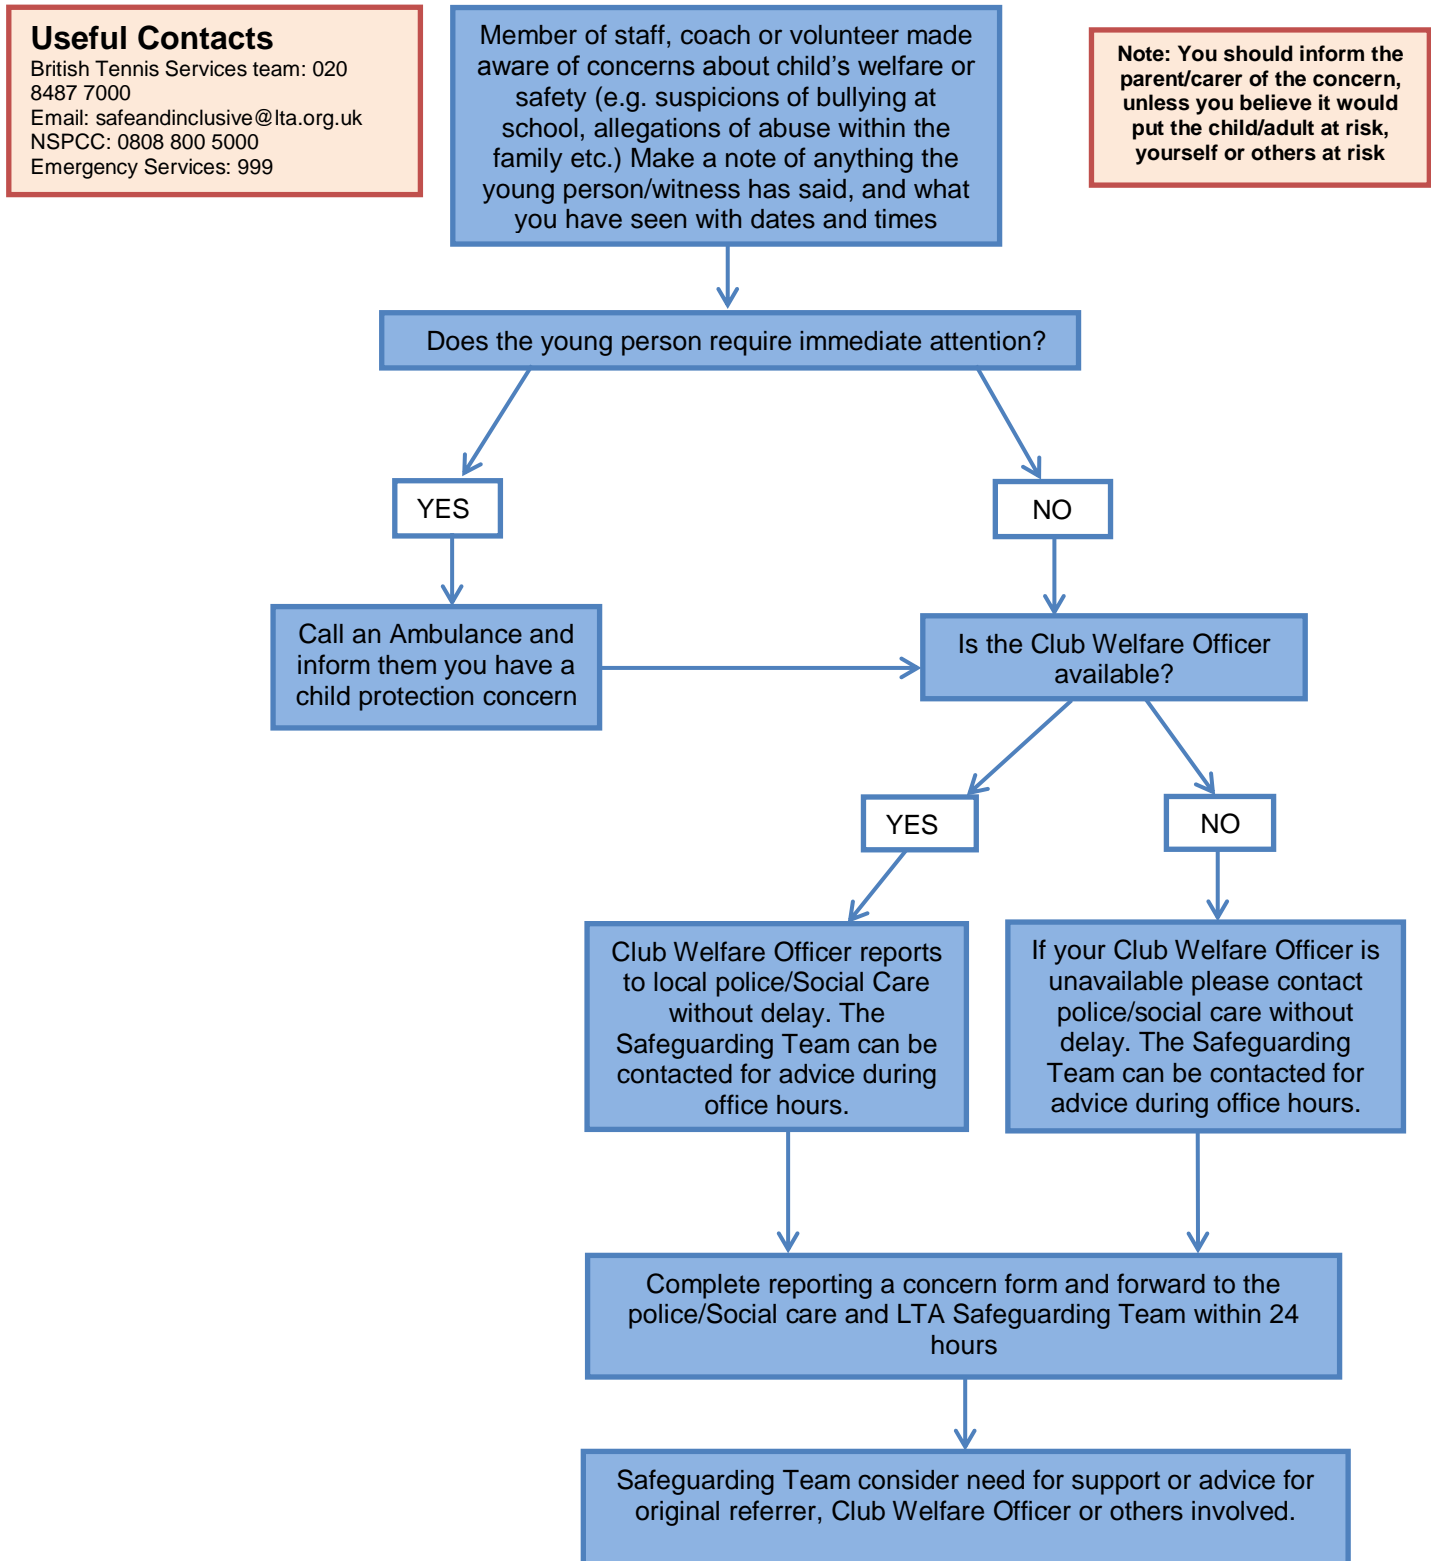 Useful Contacts
British Tennis Services team: 020
8487 7000
Email: safeandinclusive@lta.org.uk
NSPCC: 0808 800 5000
Emergency Services: 999
Member of staff, coach or volunteer made
aware of concerns about child's welfare or
safety (e.g. suspicions of bullying at
school, allegations of abuse within the
family etc.) Make a note of anything the
young person/witness has said, and what
you have seen with dates and times
Note: You should inform the
parent/carer of the concern,
unless you believe it would
put the child/adult at risk,
yourself or others at risk
Does the young person require immediate attention?
YES
NO
Call an Ambulance and
inform them you have a
child protection concern
Is the Club Welfare Officer
available?
YES
NO
Club Welfare Officer reports
to local police/Social Care
without delay. The
Safeguarding Team can be
contacted for advice during
office hours.
If your Club Welfare Officer is
unavailable please contact
police/social care without
delay. The Safeguarding
Team can be contacted for
advice during office hours.
Complete reporting a concern form and forward to the
police/Social care and LTA Safeguarding Team within 24
hours
Safeguarding Team consider need for support or advice for
original referrer, Club Welfare Officer or others involved.